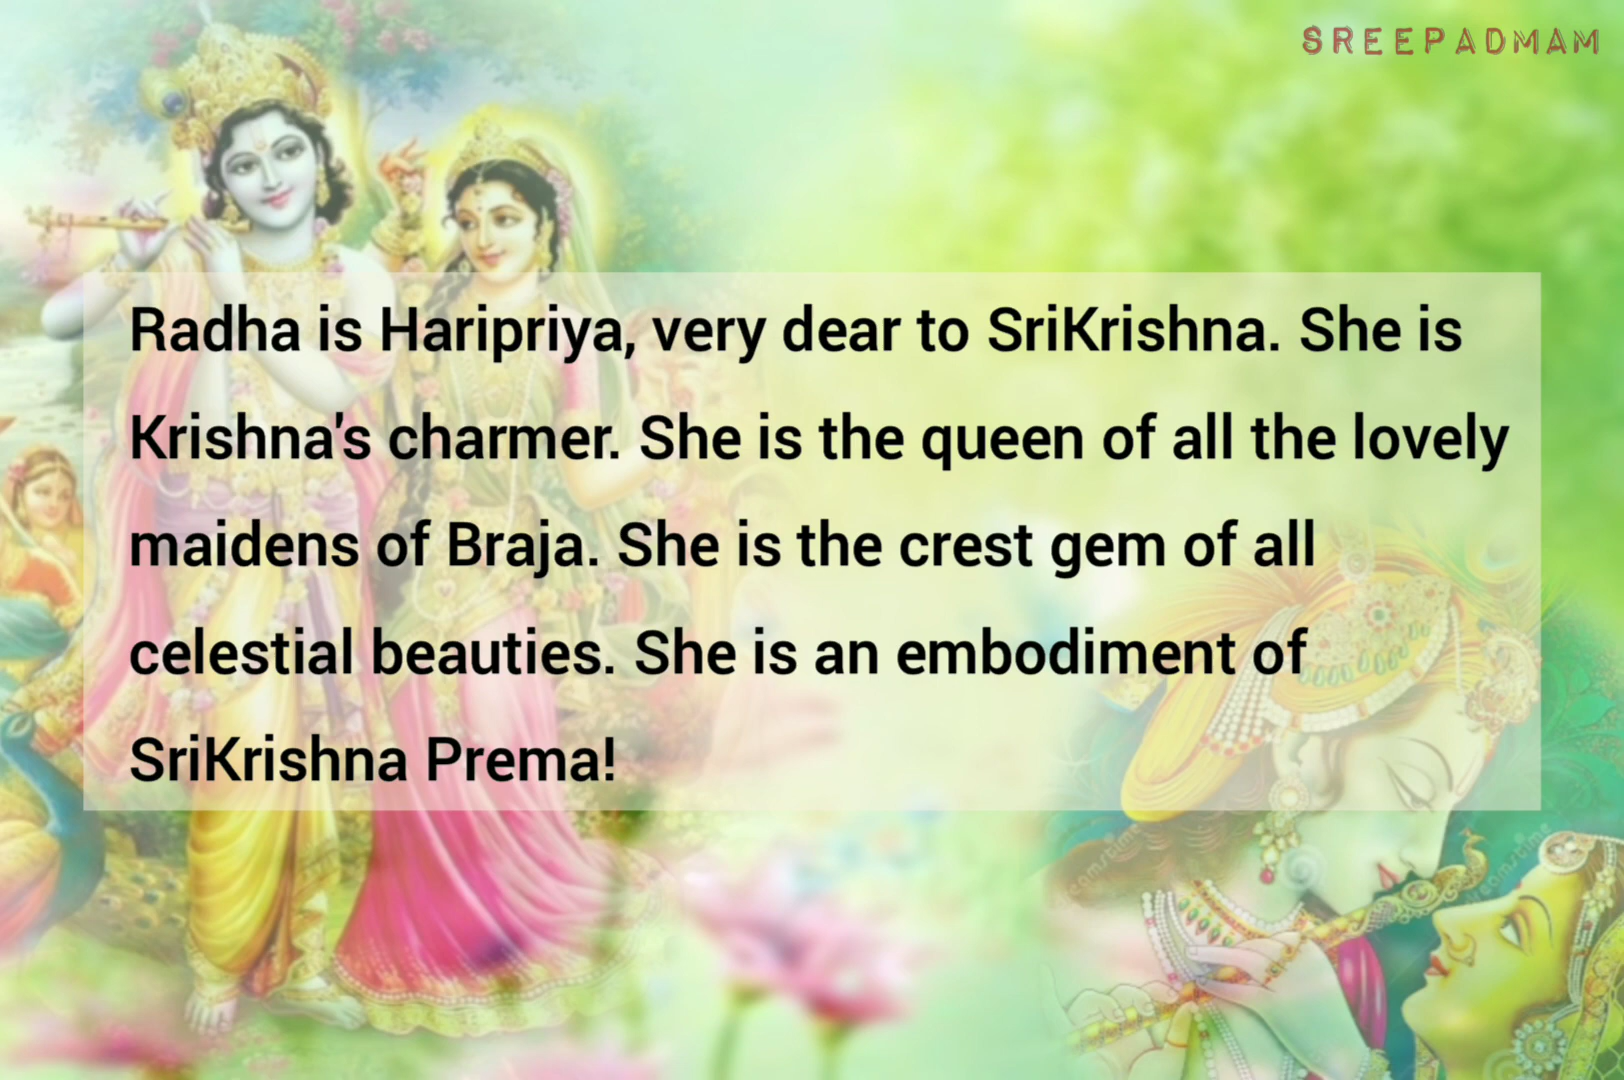 SREEPADMAM
Radha is Haripriya, very dear to SriKrishna. She is
Krishna's charmer. She is the queen of all the lovely
maidens of Braja. She is the crest gem of all
celestial beauties. She is an embodiment of
SriKrishna Prema!
dreamstime
dreamstime